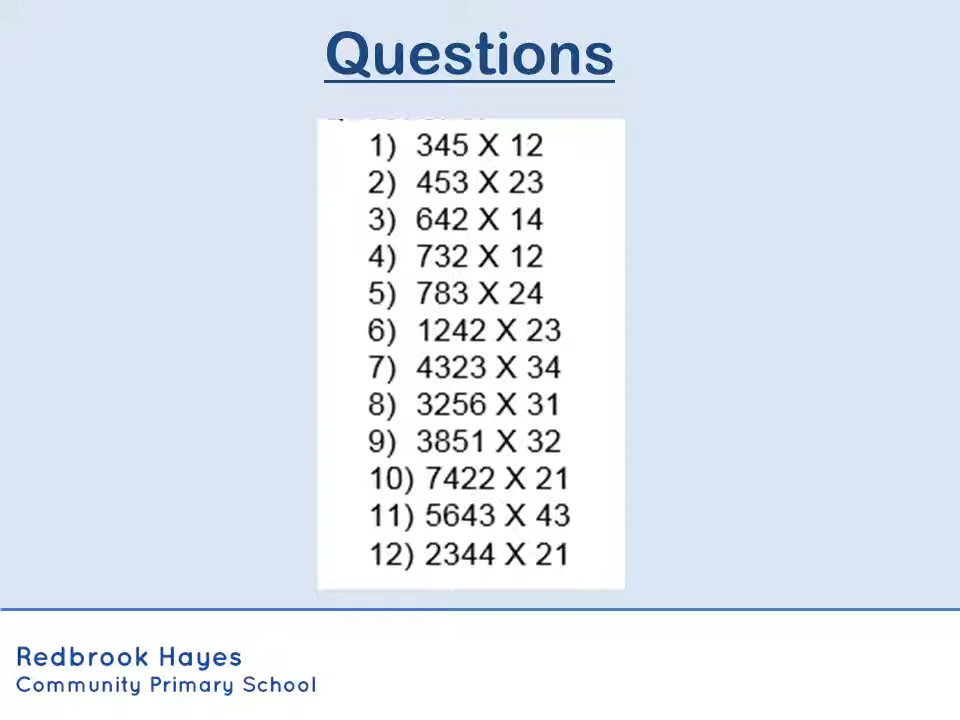 Questions
1) 345 X 12
2) 453 X 23
3) 642 X 14
4) 732 X 12
5) 783 X 24
6) 1242 X 23
7) 4323 X 34
8) 3256 X 31
9) 3851 X 32
10) 7422 X 21
11) 5643 X 43
12) 2344 X 21
Redbrook Hayes
Community Primary School